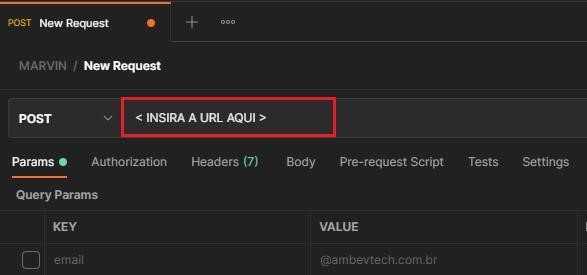 POST New Request
MARVIN / New Request
POST < INSIRA A URL AQUI >
Params Authorization Headers (7) Body Pre-request Script Tests Settings
Query Params
KEY VALUE
email @ambevtech.com.br